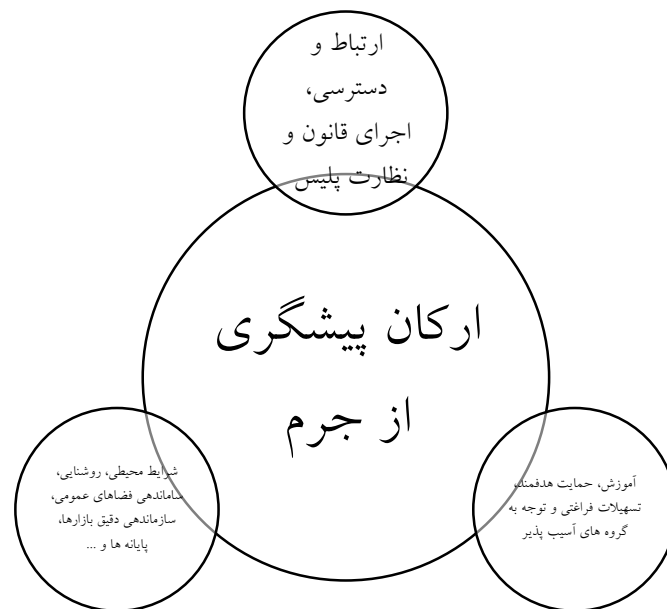 ارتباط و
دسترسی،
اجرای قانون و
نظارت پلیس
ارکان پیشگری
از جرم
آموزش، حمایت هدفمند،
تسهیلات فراغتی و توجه به
گروه های آسیب پذیر
شرایط محیطی، روشنایی،
ساماندهی فضاهای عمومی،
سازماندهی دقیق بازارها،
پایانه ها و ...